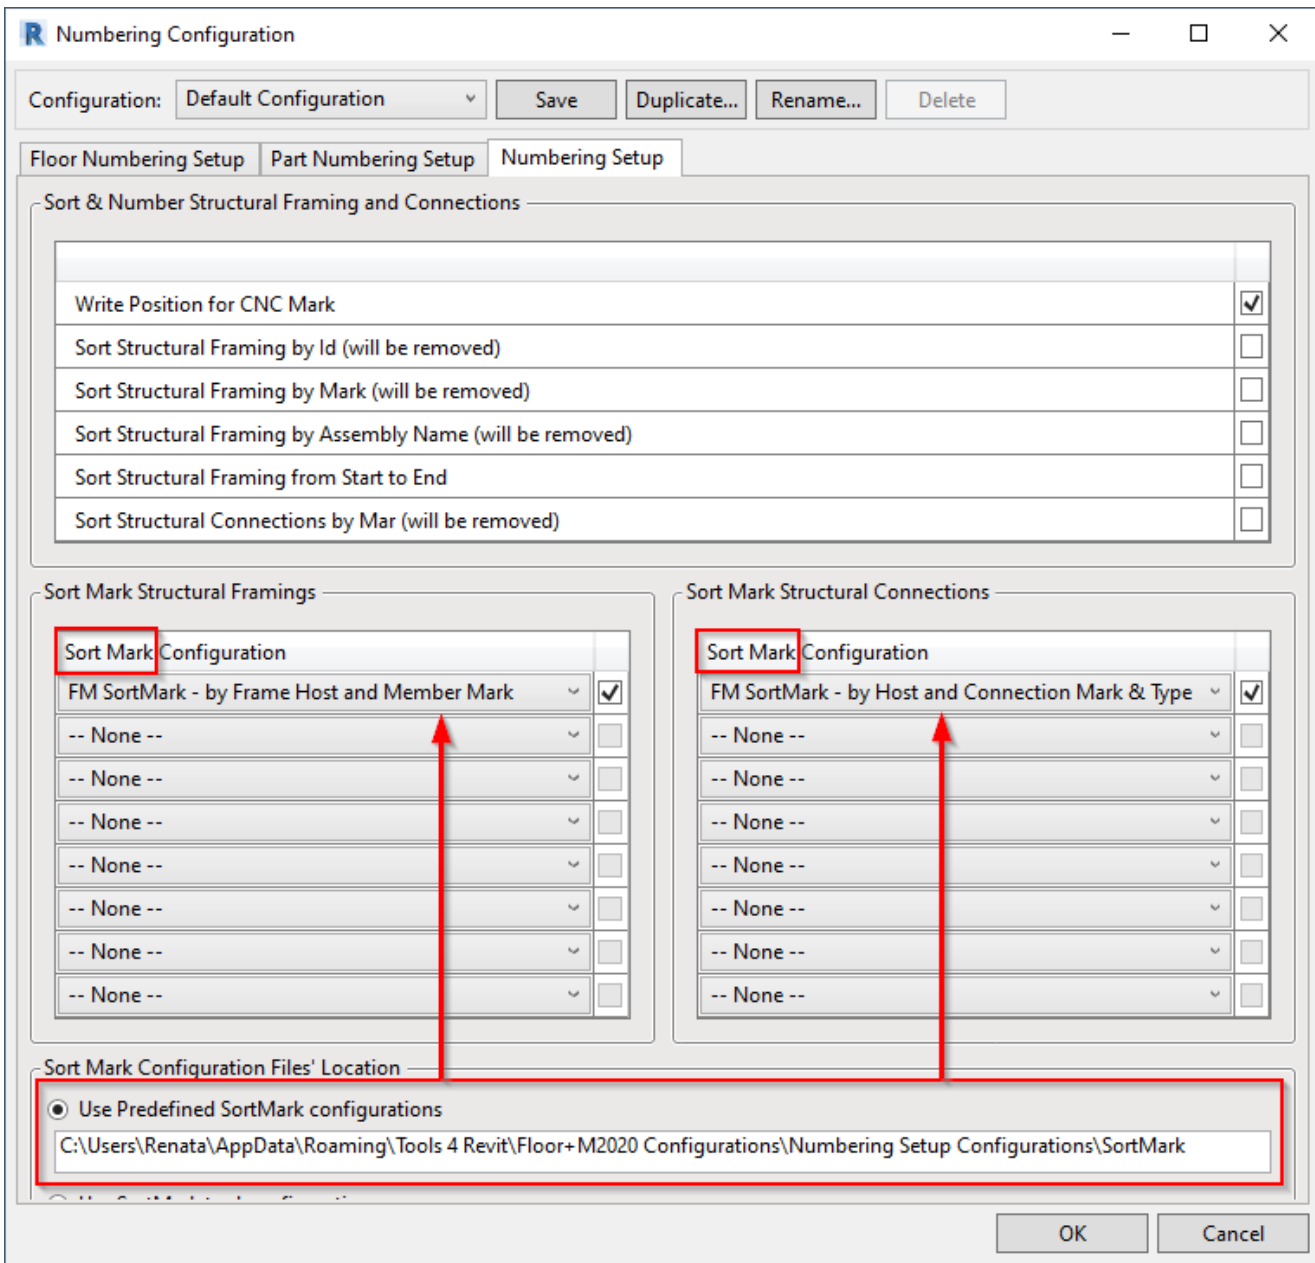 Numbering Configuration
Configuration: Default Configuration Save Duplicate... Rename... Delete
Floor Numbering Setup Part Numbering Setup Numbering Setup
Sort & Number Structural Framing and Connections
Write Position for CNC Mark
Sort Structural Framing by Id (will be removed)
Sort Structural Framing by Mark (will be removed)
Sort Structural Framing by Assembly Name (will be removed)
Sort Structural Framing from Start to End
Sort Structural Connections by Mar (will be removed)
Sort Mark Structural Framings
Sort Mark Configuration
FM SortMark - by Frame Host and Member Mark
-- None --
-- None --
-- None --
-- None --
-- None --
-- None --
-- None --
Sort Mark Structural Connections
Sort Mark Configuration
FM SortMark - by Host and Connection Mark & Type
-- None --
-- None --
-- None --
-- None --
-- None --
-- None --
-- None --
Sort Mark Configuration Files' Location
Use Predefined SortMark configurations
C:\Users\Renata\AppData\Roaming\Tools 4 Revit\Floor+M2020 Configurations\Numbering Setup Configurations\SortMark
OK Cancel